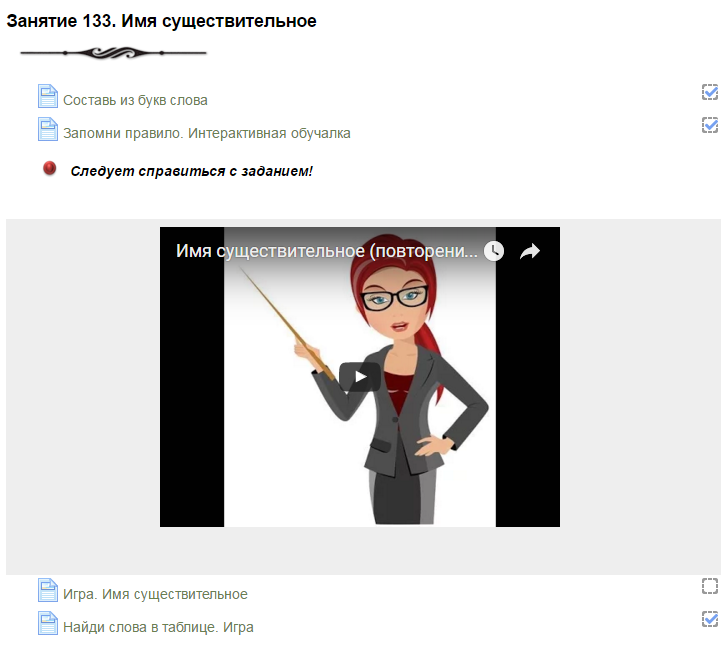 Занятие 133. Имя существительное
Составь из букв слова
Запомни правило. Интерактивная обучалка
Следует справиться с заданием!
Имя существительное (повторени...
Игра. Имя существительное
Найди слова в таблице. Игра